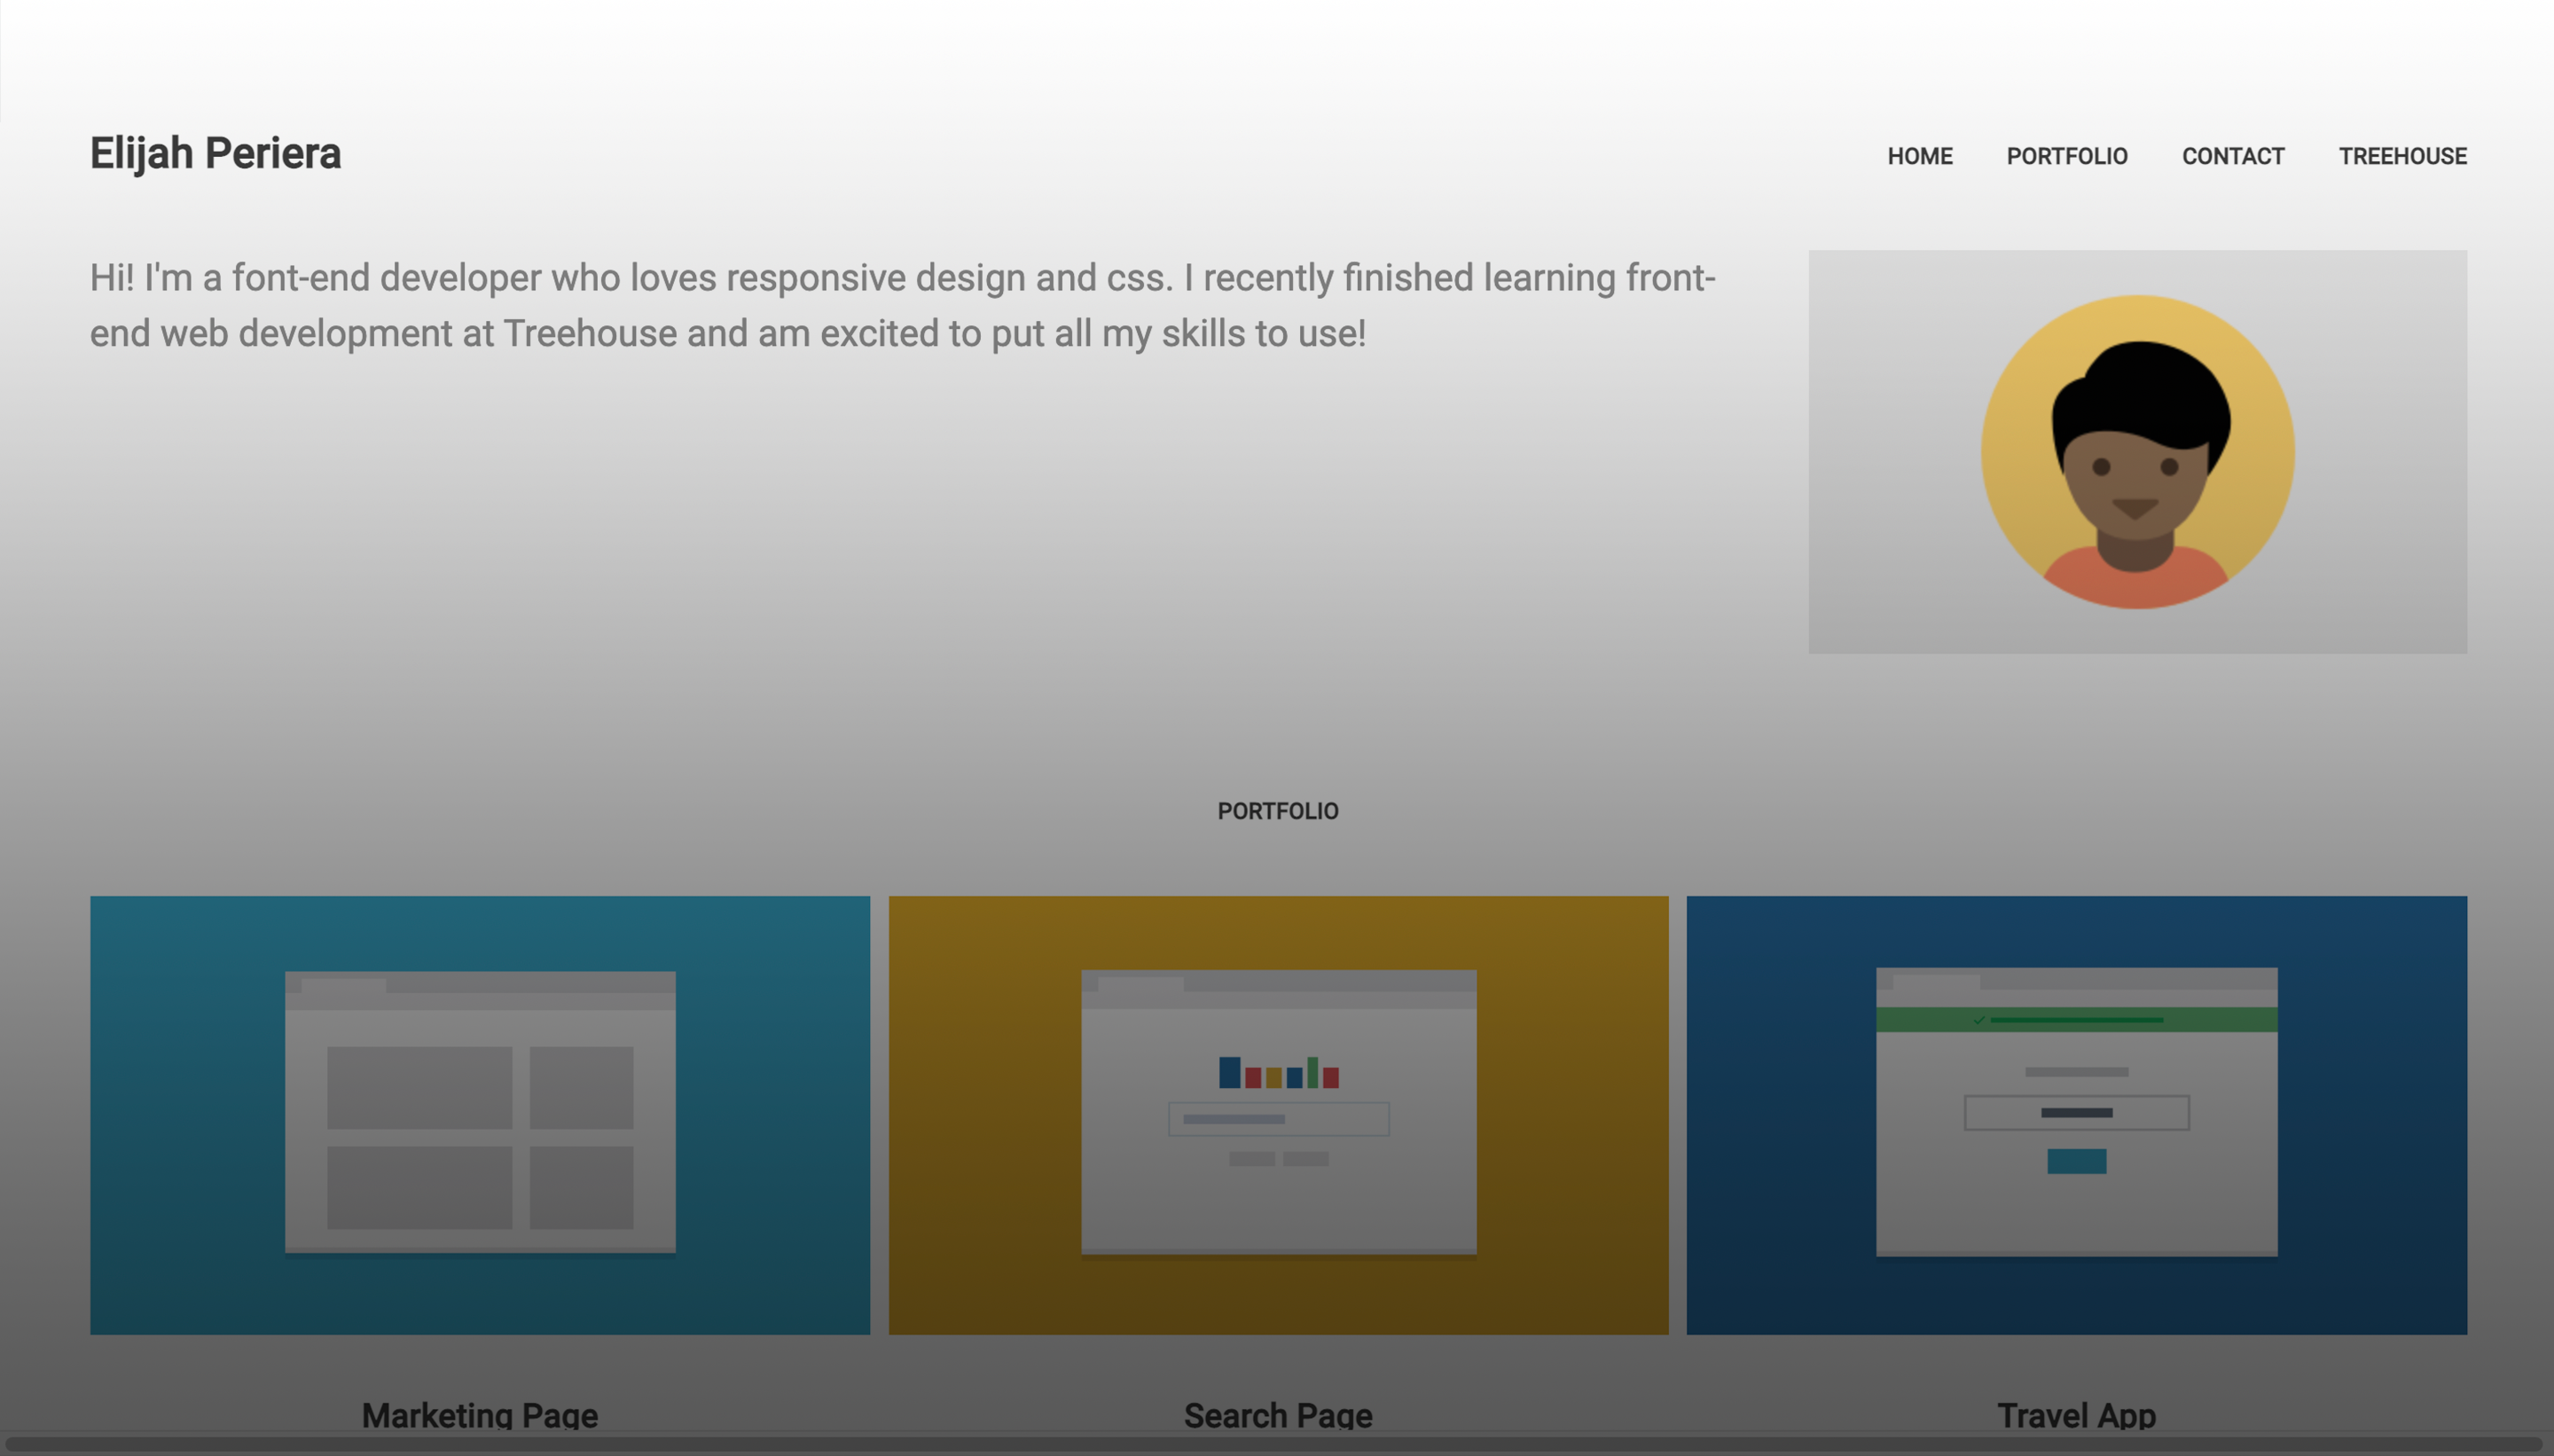 Elijah Periera
HOME PORTFOLIO CONTACT TREEHOUSE
Hi! I'm a font-end developer who loves responsive design and css. I recently finished learning front-
end web development at Treehouse and am excited to put all my skills to use!
PORTFOLIO
Marketing Page
Search Page
Travel App